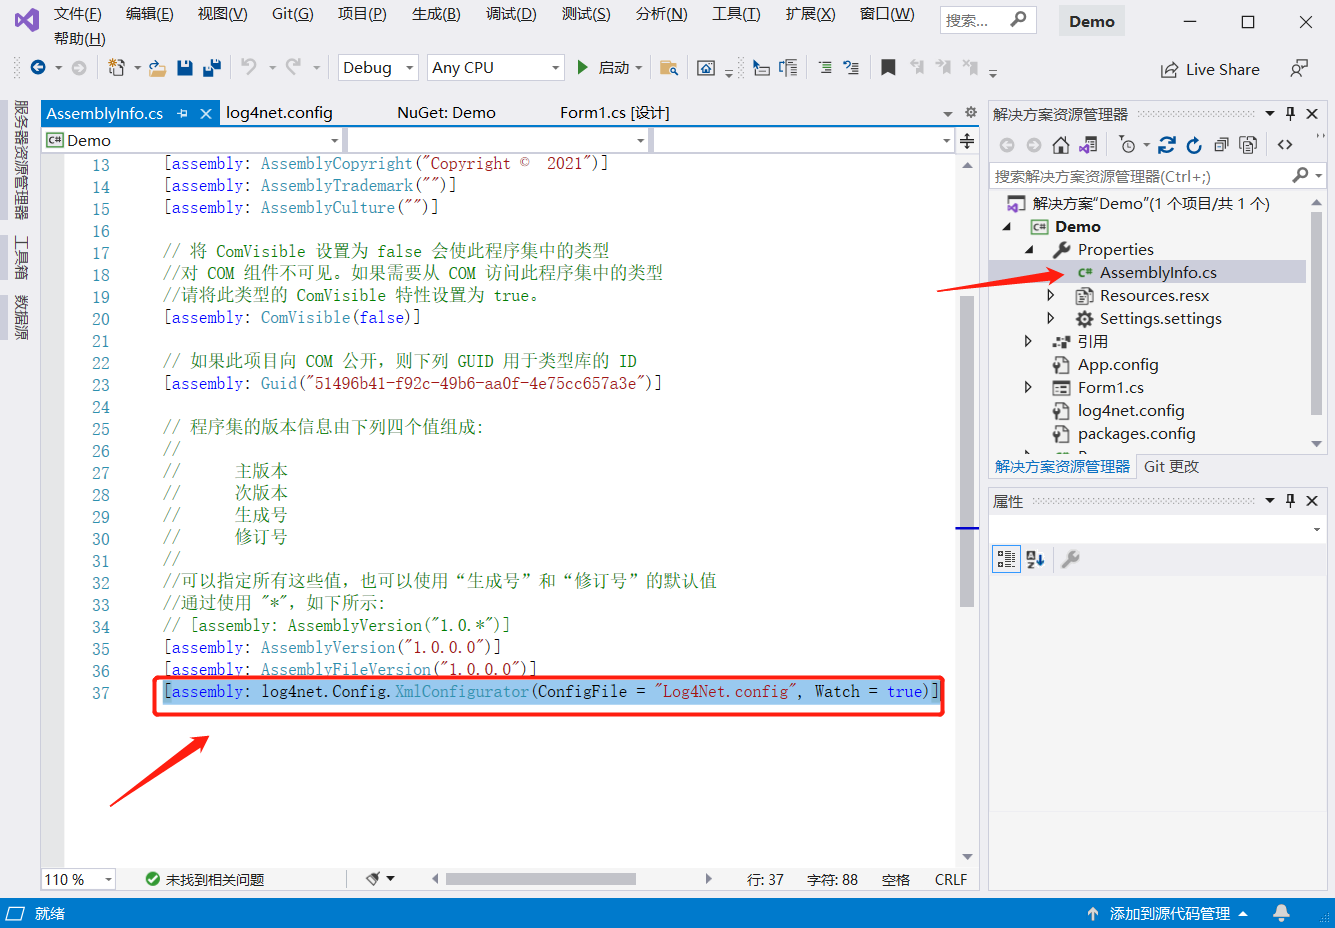 文件(F) 编辑(E) 视图(V) Git(G) 项目(P) 生成(B) 调试(D) 测试(S) 分析(N) 工具(T) 扩展(X) 窗口(W) 搜索... Demo
帮助(H)
Debug Any CPU 启动 Live Share
服务器资源管理器
工具箱
数据源
AssemblyInfo.cs log4net.config NuGet: Demo Form1.cs [设计]
C# Demo
13 [assembly: AssemblyCopyright("Copyright ©  2021")]
14 [assembly: AssemblyTrademark("")]
15 [assembly: AssemblyCulture("")]
16
17 // 将 ComVisible 设置为 false 会使此程序集中的类型
18 //对 COM 组件不可见。如果需要从 COM 访问此程序集中的类型
19 //请将此类型的 ComVisible 特性设置为 true。
20 [assembly: ComVisible(false)]
21
22 // 如果此项目向 COM 公开，则下列 GUID 用于类型库的 ID
23 [assembly: Guid("51496b41-f92c-49b6-aa0f-4e75cc657a3e")]
24
25 // 程序集的版本信息由下列四个值组成:
26 //
27 //      主版本
28 //      次版本
29 //      生成号
30 //      修订号
31 //
32 //可以指定所有这些值，也可以使用“生成号”和“修订号”的默认值
33 //通过使用 "*"，如下所示:
34 // [assembly: AssemblyVersion("1.0.*")]
35 [assembly: AssemblyVersion("1.0.0.0")]
36 [assembly: AssemblyFileVersion("1.0.0.0")]
37 [assembly: log4net.Config.XmlConfigurator(ConfigFile = "Log4Net.config", Watch = true)]
110 % 未找到相关问题 行: 37 字符: 88 空格 CRLF
解决方案资源管理器
搜索解决方案资源管理器(Ctrl+;)
解决方案"Demo"(1 个项目/共 1 个)
C# Demo
Properties
C# AssemblyInfo.cs
Resources.resx
Settings.settings
引用
App.config
Form1.cs
log4net.config
packages.config
解决方案资源管理器 Git 更改
属性
就绪 添加到源代码管理